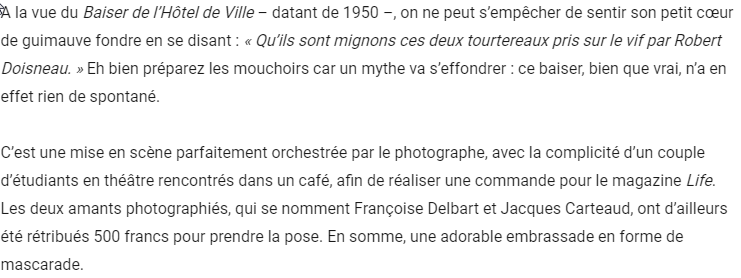 À la vue du Baiser de l’Hôtel de Ville – datant de 1950 –, on ne peut s’empêcher de sentir son petit cœur
de guimauve fondre en se disant : « Qu’ils sont mignons ces deux tourtereaux pris sur le vif par Robert
Doisneau. » Eh bien préparez les mouchoirs car un mythe va s’effondrer : ce baiser, bien que vrai, n’a en
effet rien de spontané.

C’est une mise en scène parfaitement orchestrée par le photographe, avec la complicité d’un couple
d’étudiants en théâtre rencontrés dans un café, afin de réaliser une commande pour le magazine Life.
Les deux amants photographiés, qui se nomment Françoise Delbart et Jacques Carteaud, ont d’ailleurs
été rétribués 500 francs pour prendre la pose. En somme, une adorable embrassade en forme de
mascarade.